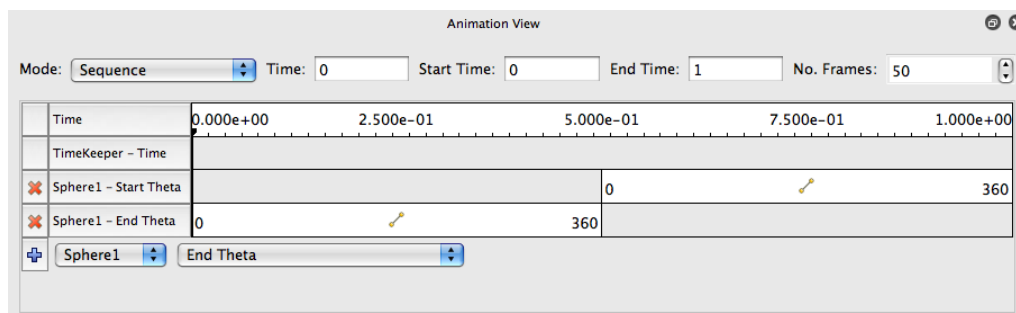 Animation View
Mode: Sequence Time: 0 Start Time: 0 End Time: 1 No. Frames: 50
Time 0.000e+00 2.500e-01 5.000e-01 7.500e-01 1.000e+00
TimeKeeper - Time
Sphere1 - Start Theta 0 360
Sphere1 - End Theta 0 360
Sphere1 End Theta